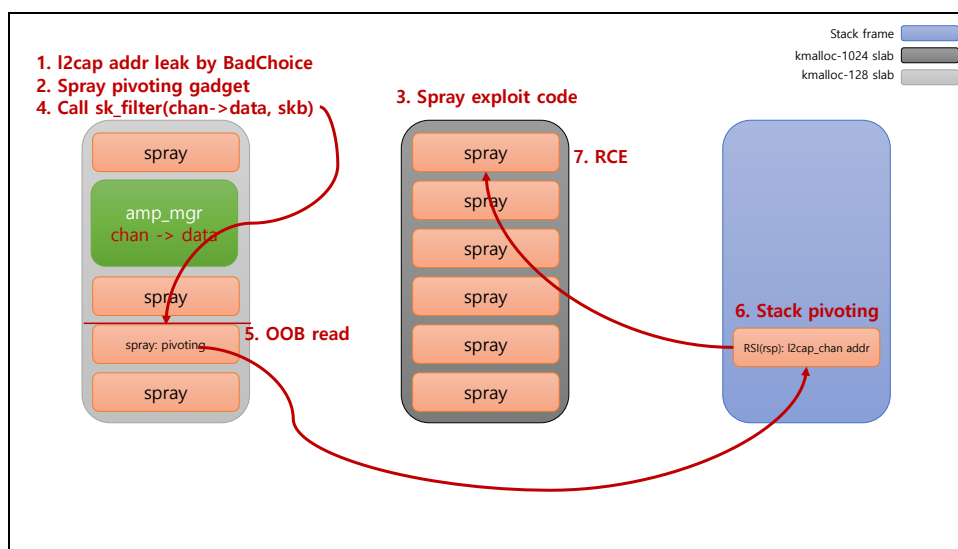 Stack frame
kmalloc-1024 slab
kmalloc-128 slab
1. l2cap addr leak by BadChoice
2. Spray pivoting gadget
4. Call sk_filter(chan->data, skb)
3. Spray exploit code
spray
amp_mgr
chan -> data
spray
5. OOB read
spray: pivoting
spray
spray
7. RCE
spray
spray
spray
spray
spray
6. Stack pivoting
RSI(rsp): l2cap_chan addr